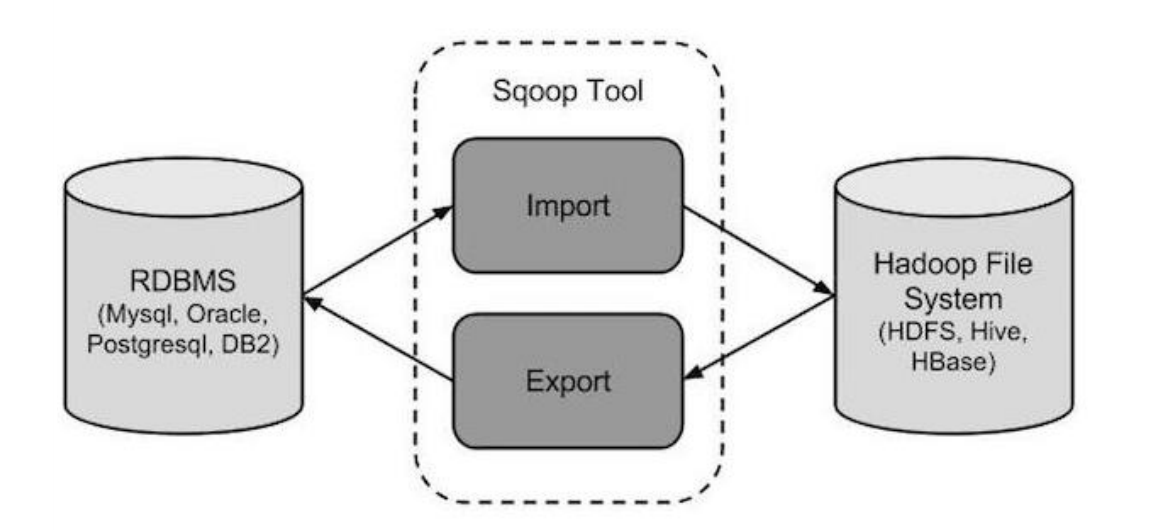 Sqoop Tool
Import
RDBMS
(Mysql, Oracle,
Postgresql, DB2)
Hadoop File
System
(HDFS, Hive,
HBase)
Export